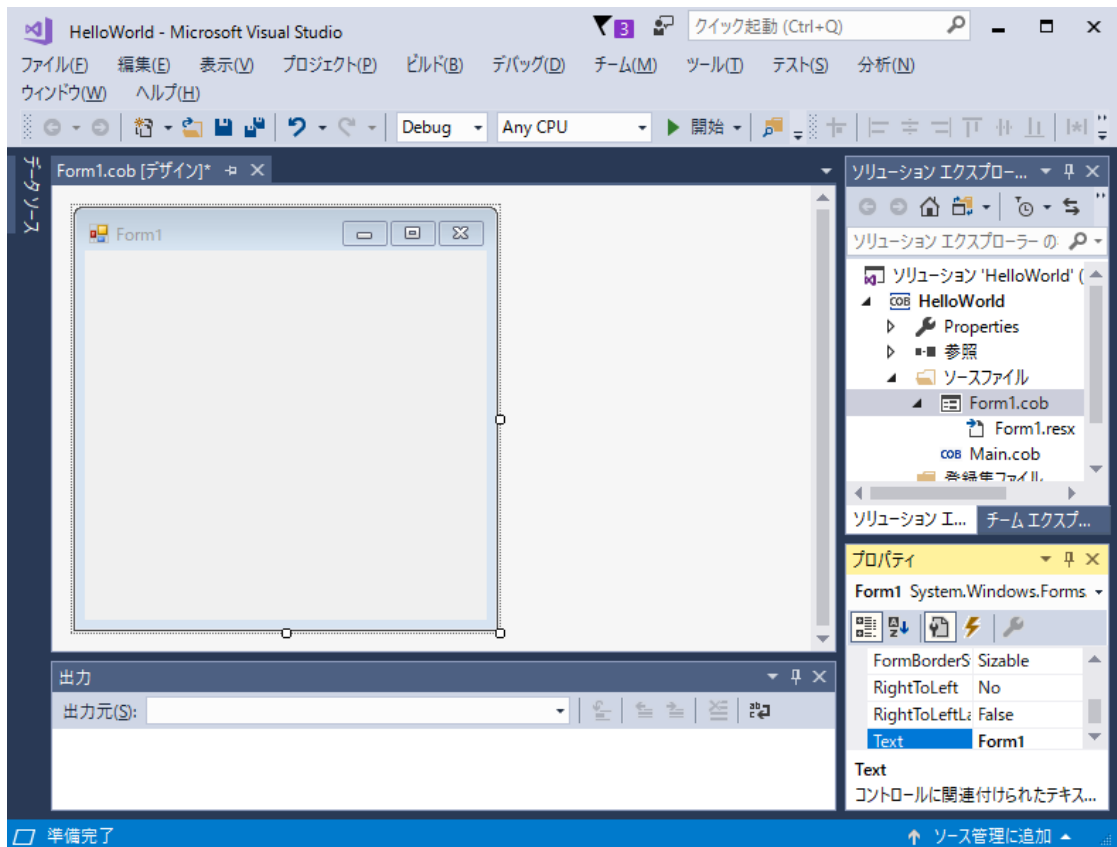 HelloWorld - Microsoft Visual Studio
3
クイック起動 (Ctrl+Q)
ファイル(F) 編集(E) 表示(V) プロジェクト(P) ビルド(B) デバッグ(D) チーム(M) ツール(T) テスト(S) 分析(N)
ウィンドウ(W) ヘルプ(H)
Debug Any CPU 開始
データ ソース
Form1.cob [デザイン]*
Form1
出力
出力元(S):
ソリューション エクスプロー...
ソリューション エクスプローラー の
ソリューション 'HelloWorld' (
COB HelloWorld
Properties
参照
ソースファイル
Form1.cob
Form1.resx
COB Main.cob
登録集ファイル
ソリューション エ... チーム エクスプ...
プロパティ
Form1 System.Windows.Forms.
FormBorderS Sizable
RightToLeft No
RightToLeftLa False
Text Form1
Text
コントロールに関連付けられたテキス...
準備完了
ソース管理に追加